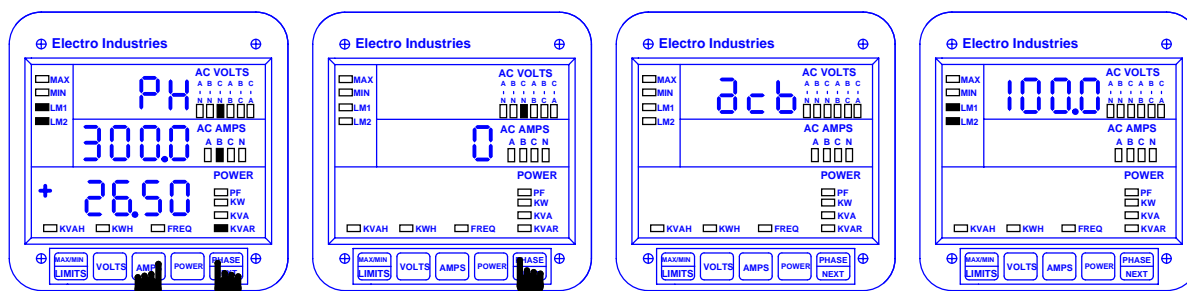 Electro Industries
AC VOLTS
A B C A B C
N N N B C A
MAX
MIN
LM1
LM2
PH
AC AMPS
A B C N
300.0
POWER
+ 26.50
PF
KW
KVA
KVAH KWH FREQ KVAR
MAX/MIN
LIMITS VOLTS POWER PHASE
Electro Industries
AC VOLTS
A B C A B C
N N N B C A
MAX
MIN
LM1
LM2
AC AMPS
A B C N
0
POWER
PF
KW
KVA
KVAH KWH FREQ KVAR
MAX/MIN
LIMITS VOLTS AMPS POWER
Electro Industries
AC VOLTS
A B C A B C
N N N B C A
MAX
MIN
LM1
LM2
acb
AC AMPS
A B C N
POWER
PF
KW
KVA
KVAH KWH FREQ KVAR
MAX/MIN
LIMITS VOLTS AMPS POWER PHASE
NEXT
Electro Industries
AC VOLTS
A B C A B C
N N N B C A
MAX
MIN
LM1
LM2
100.0
AC AMPS
A B C N
POWER
PF
KW
KVA
KVAH KWH FREQ KVAR
MAX/MIN
LIMITS VOLTS AMPS POWER PHASE
NEXT